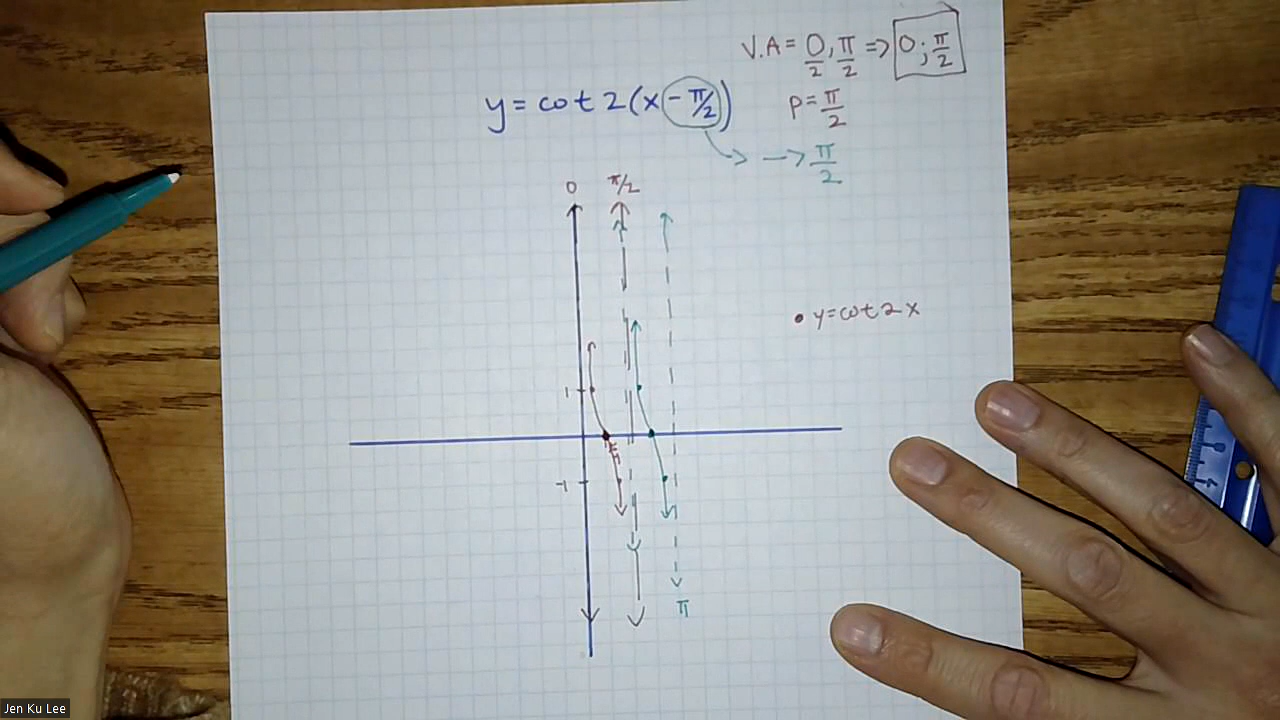 V.A = 0/2, π/2 => 0; π/2
y = cot 2(x - π/2)
p = π/2
—> π/2
0 π/2
y = cot 2x
1
-1
π
4
Jen Ku Lee